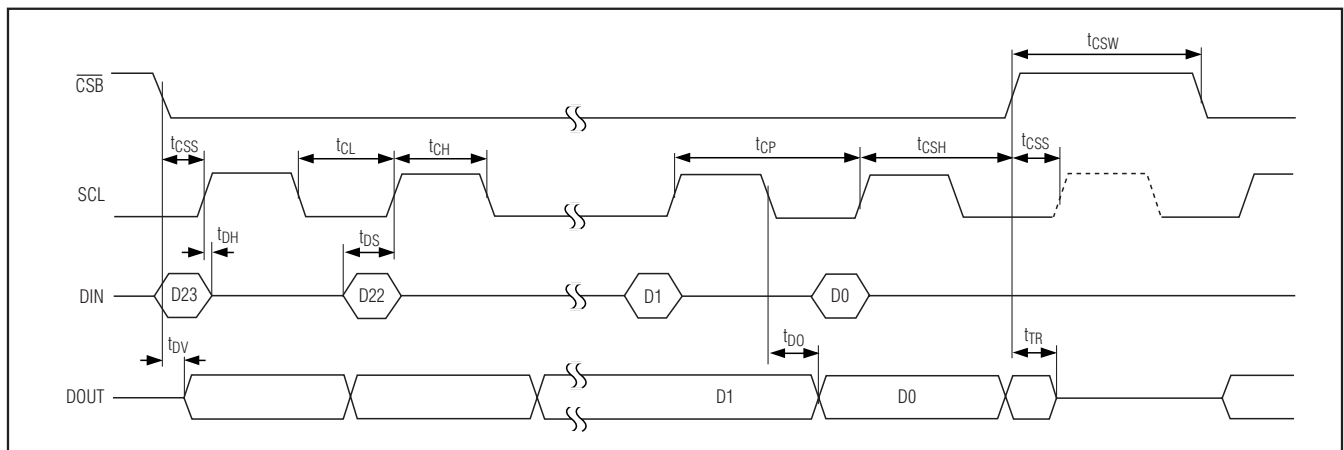 tCSW
CSB
tCSS tCL tCH tCP tCSH tCSS
SCL
tDH tDS
DIN D23 D22 D1 D0
tDV tDO tTR
DOUT D1 D0